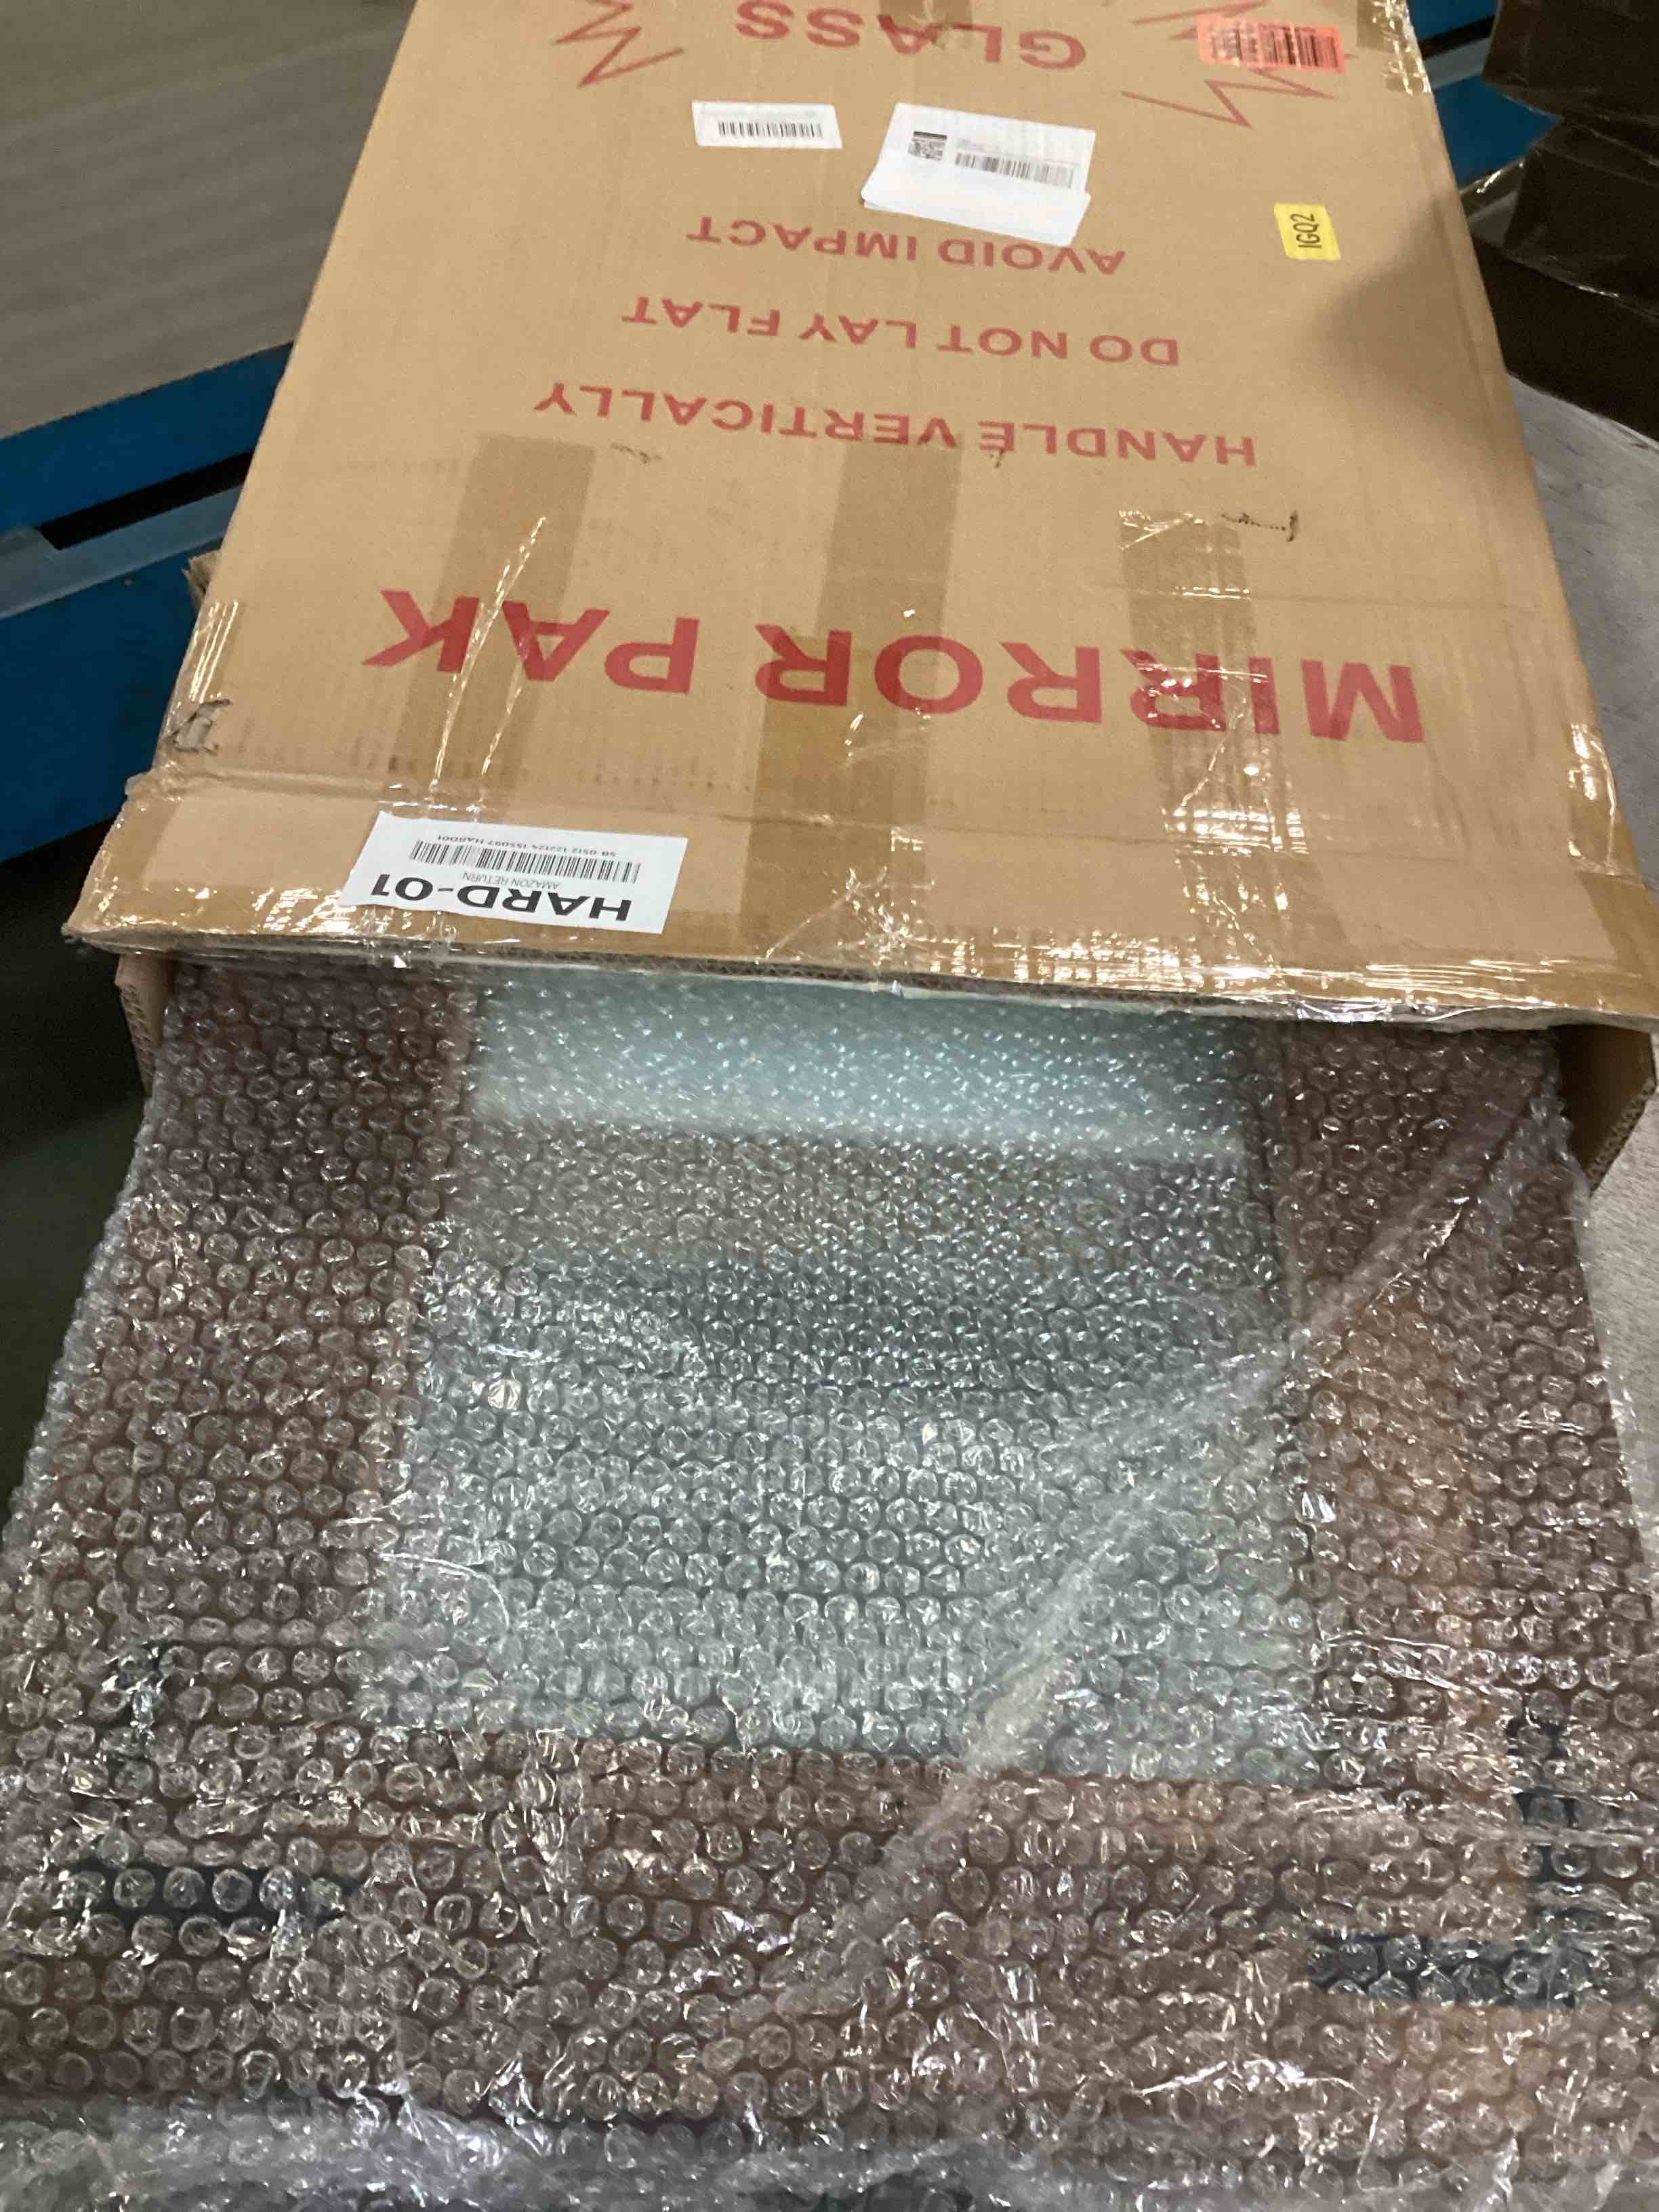 MIRROR PAK
HANDLE VERTICALLY
DO NOT LAY FLAT
AVOID IMPACT
GLASS
IGQ2
HARD-01
AMAZON RETURN